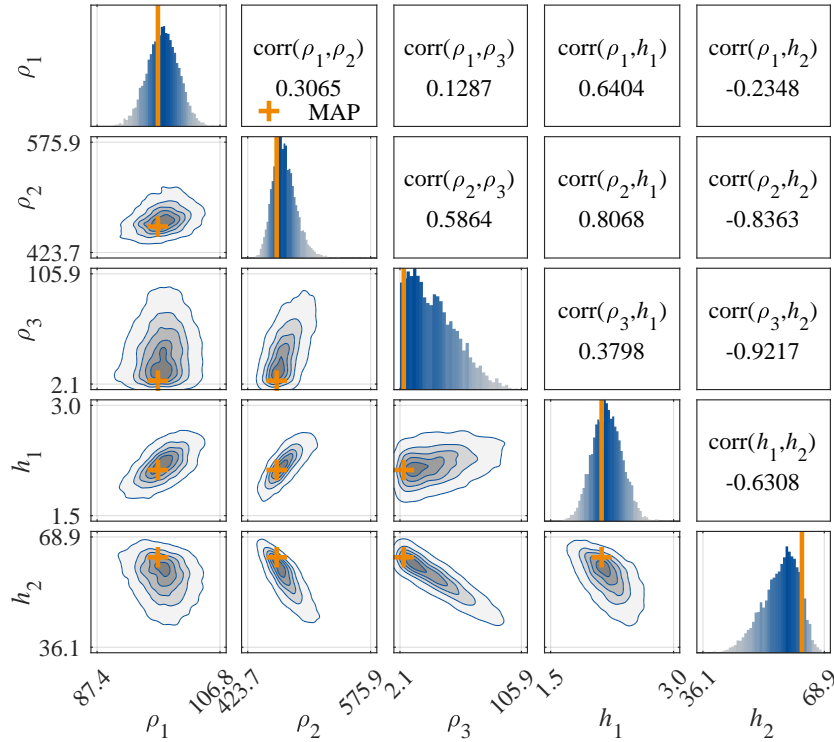 ρ1
corr(ρ1,ρ2)
0.3065
MAP
corr(ρ1,ρ3)
0.1287
corr(ρ1,h1)
0.6404
corr(ρ1,h2)
-0.2348
575.9
ρ2
423.7
corr(ρ2,ρ3)
0.5864
corr(ρ2,h1)
0.8068
corr(ρ2,h2)
-0.8363
105.9
ρ3
2.1
corr(ρ3,h1)
0.3798
corr(ρ3,h2)
-0.9217
3.0
h1
1.5
corr(h1,h2)
-0.6308
68.9
h2
36.1
87.4 106.8 423.7 575.9 2.1 105.9 1.5 3.0 36.1 68.9
ρ1 ρ2 ρ3 h1 h2